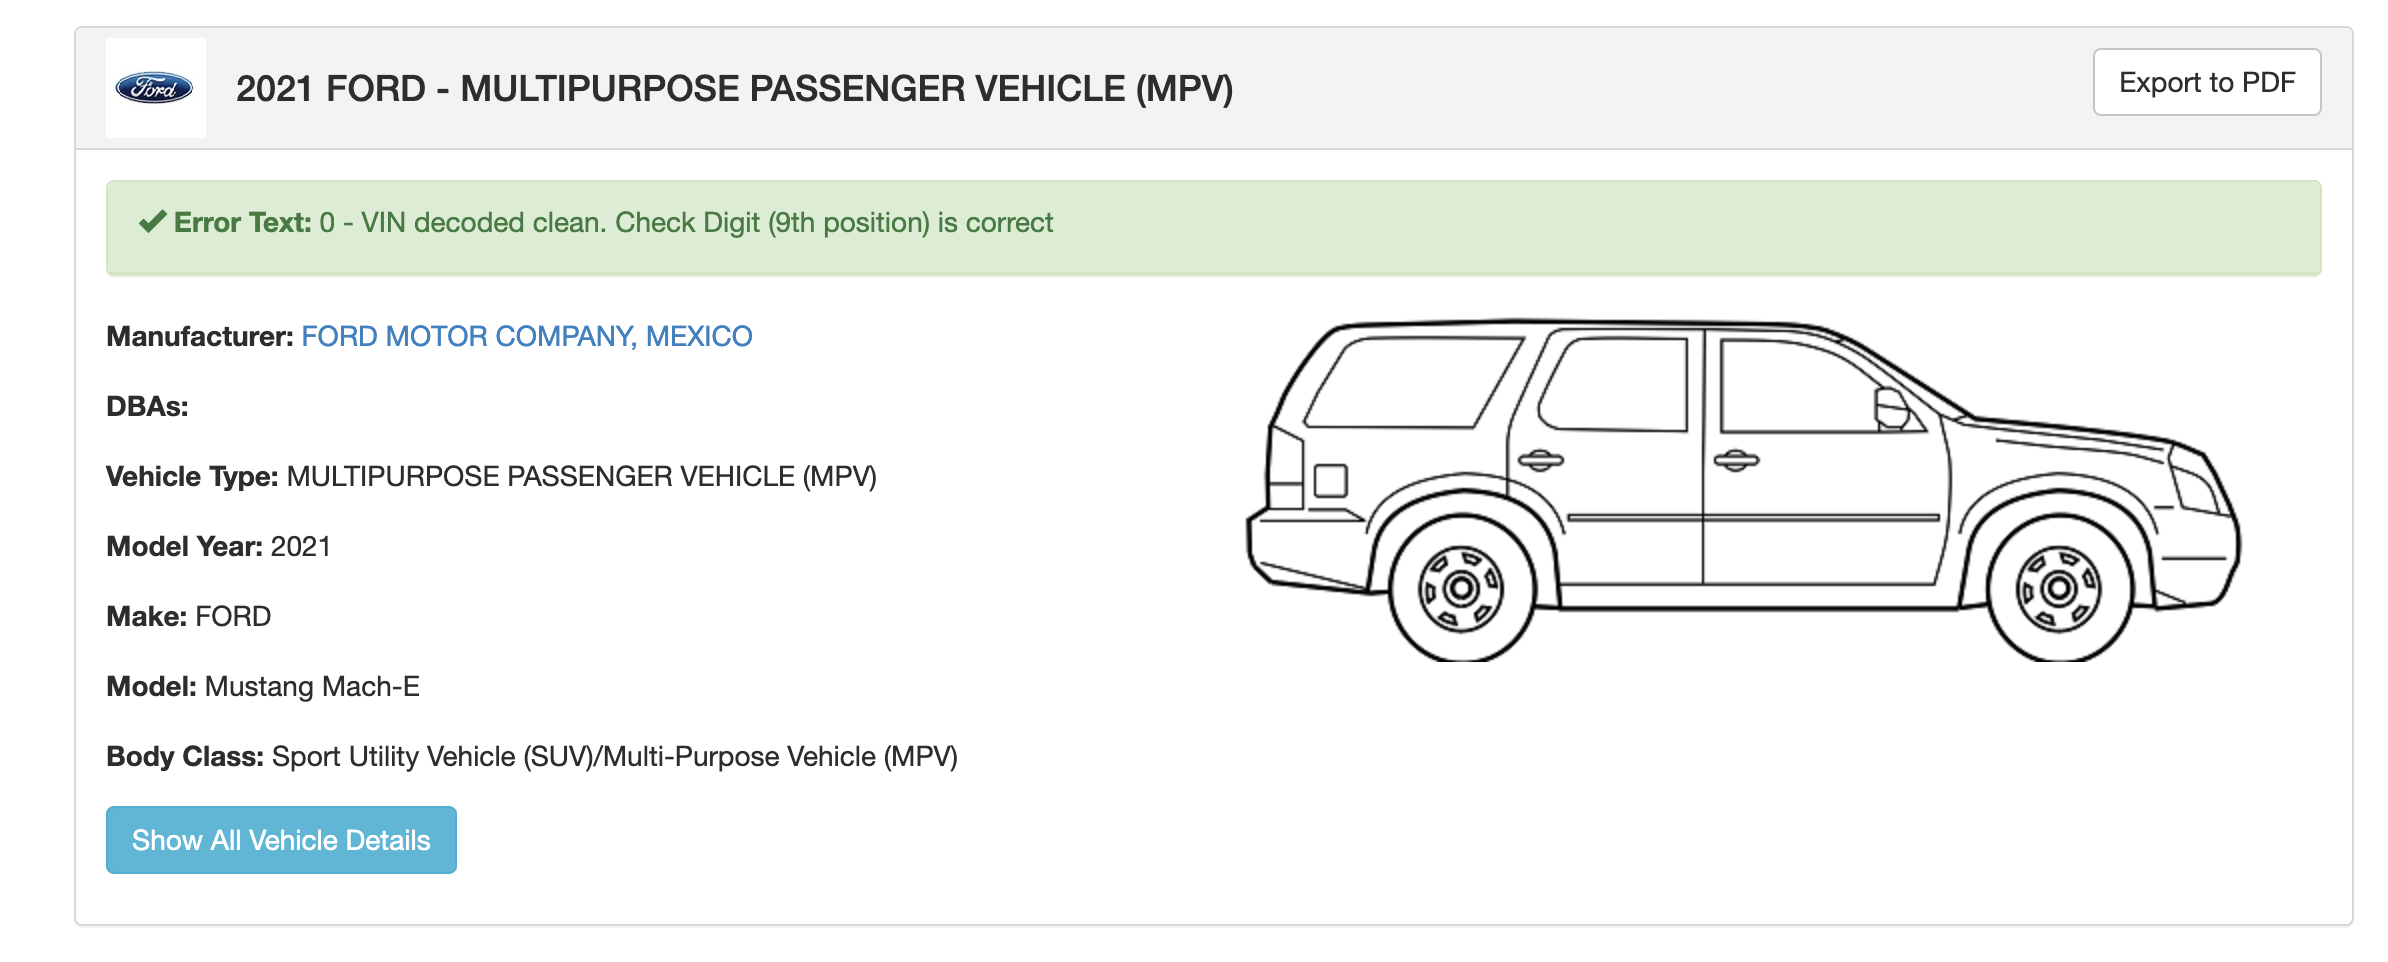 Ford
2021 FORD - MULTIPURPOSE PASSENGER VEHICLE (MPV)
Export to PDF
Error Text: 0 - VIN decoded clean. Check Digit (9th position) is correct
Manufacturer: FORD MOTOR COMPANY, MEXICO
DBAs:
Vehicle Type: MULTIPURPOSE PASSENGER VEHICLE (MPV)
Model Year: 2021
Make: FORD
Model: Mustang Mach-E
Body Class: Sport Utility Vehicle (SUV)/Multi-Purpose Vehicle (MPV)
Show All Vehicle Details